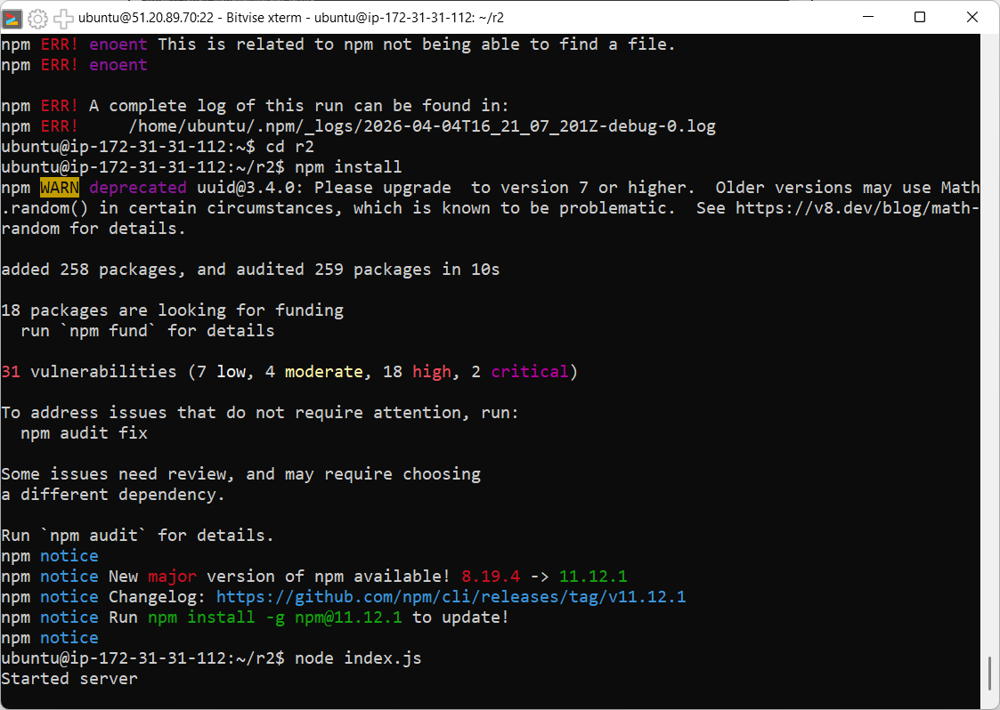 ubuntu@51.20.89.70:22 - Bitvise xterm - ubuntu@ip-172-31-31-112: ~/r2
npm ERR! enoent This is related to npm not being able to find a file.
npm ERR! enoent
npm ERR! A complete log of this run can be found in:
npm ERR!     /home/ubuntu/.npm/_logs/2026-04-04T16_21_07_201Z-debug-0.log
ubuntu@ip-172-31-31-112:~$ cd r2
ubuntu@ip-172-31-31-112:~/r2$ npm install
npm WARN deprecated uuid@3.4.0: Please upgrade  to version 7 or higher.  Older versions may use Math
.random() in certain circumstances, which is known to be problematic.  See https://v8.dev/blog/math-
random for details.
added 258 packages, and audited 259 packages in 10s
18 packages are looking for funding
  run `npm fund` for details
31 vulnerabilities (7 low, 4 moderate, 18 high, 2 critical)
To address issues that do not require attention, run:
  npm audit fix
Some issues need review, and may require choosing
a different dependency.
Run `npm audit` for details.
npm notice
npm notice New major version of npm available! 8.19.4 -> 11.12.1
npm notice Changelog: https://github.com/npm/cli/releases/tag/v11.12.1
npm notice Run npm install -g npm@11.12.1 to update!
npm notice
ubuntu@ip-172-31-31-112:~/r2$ node index.js
Started server